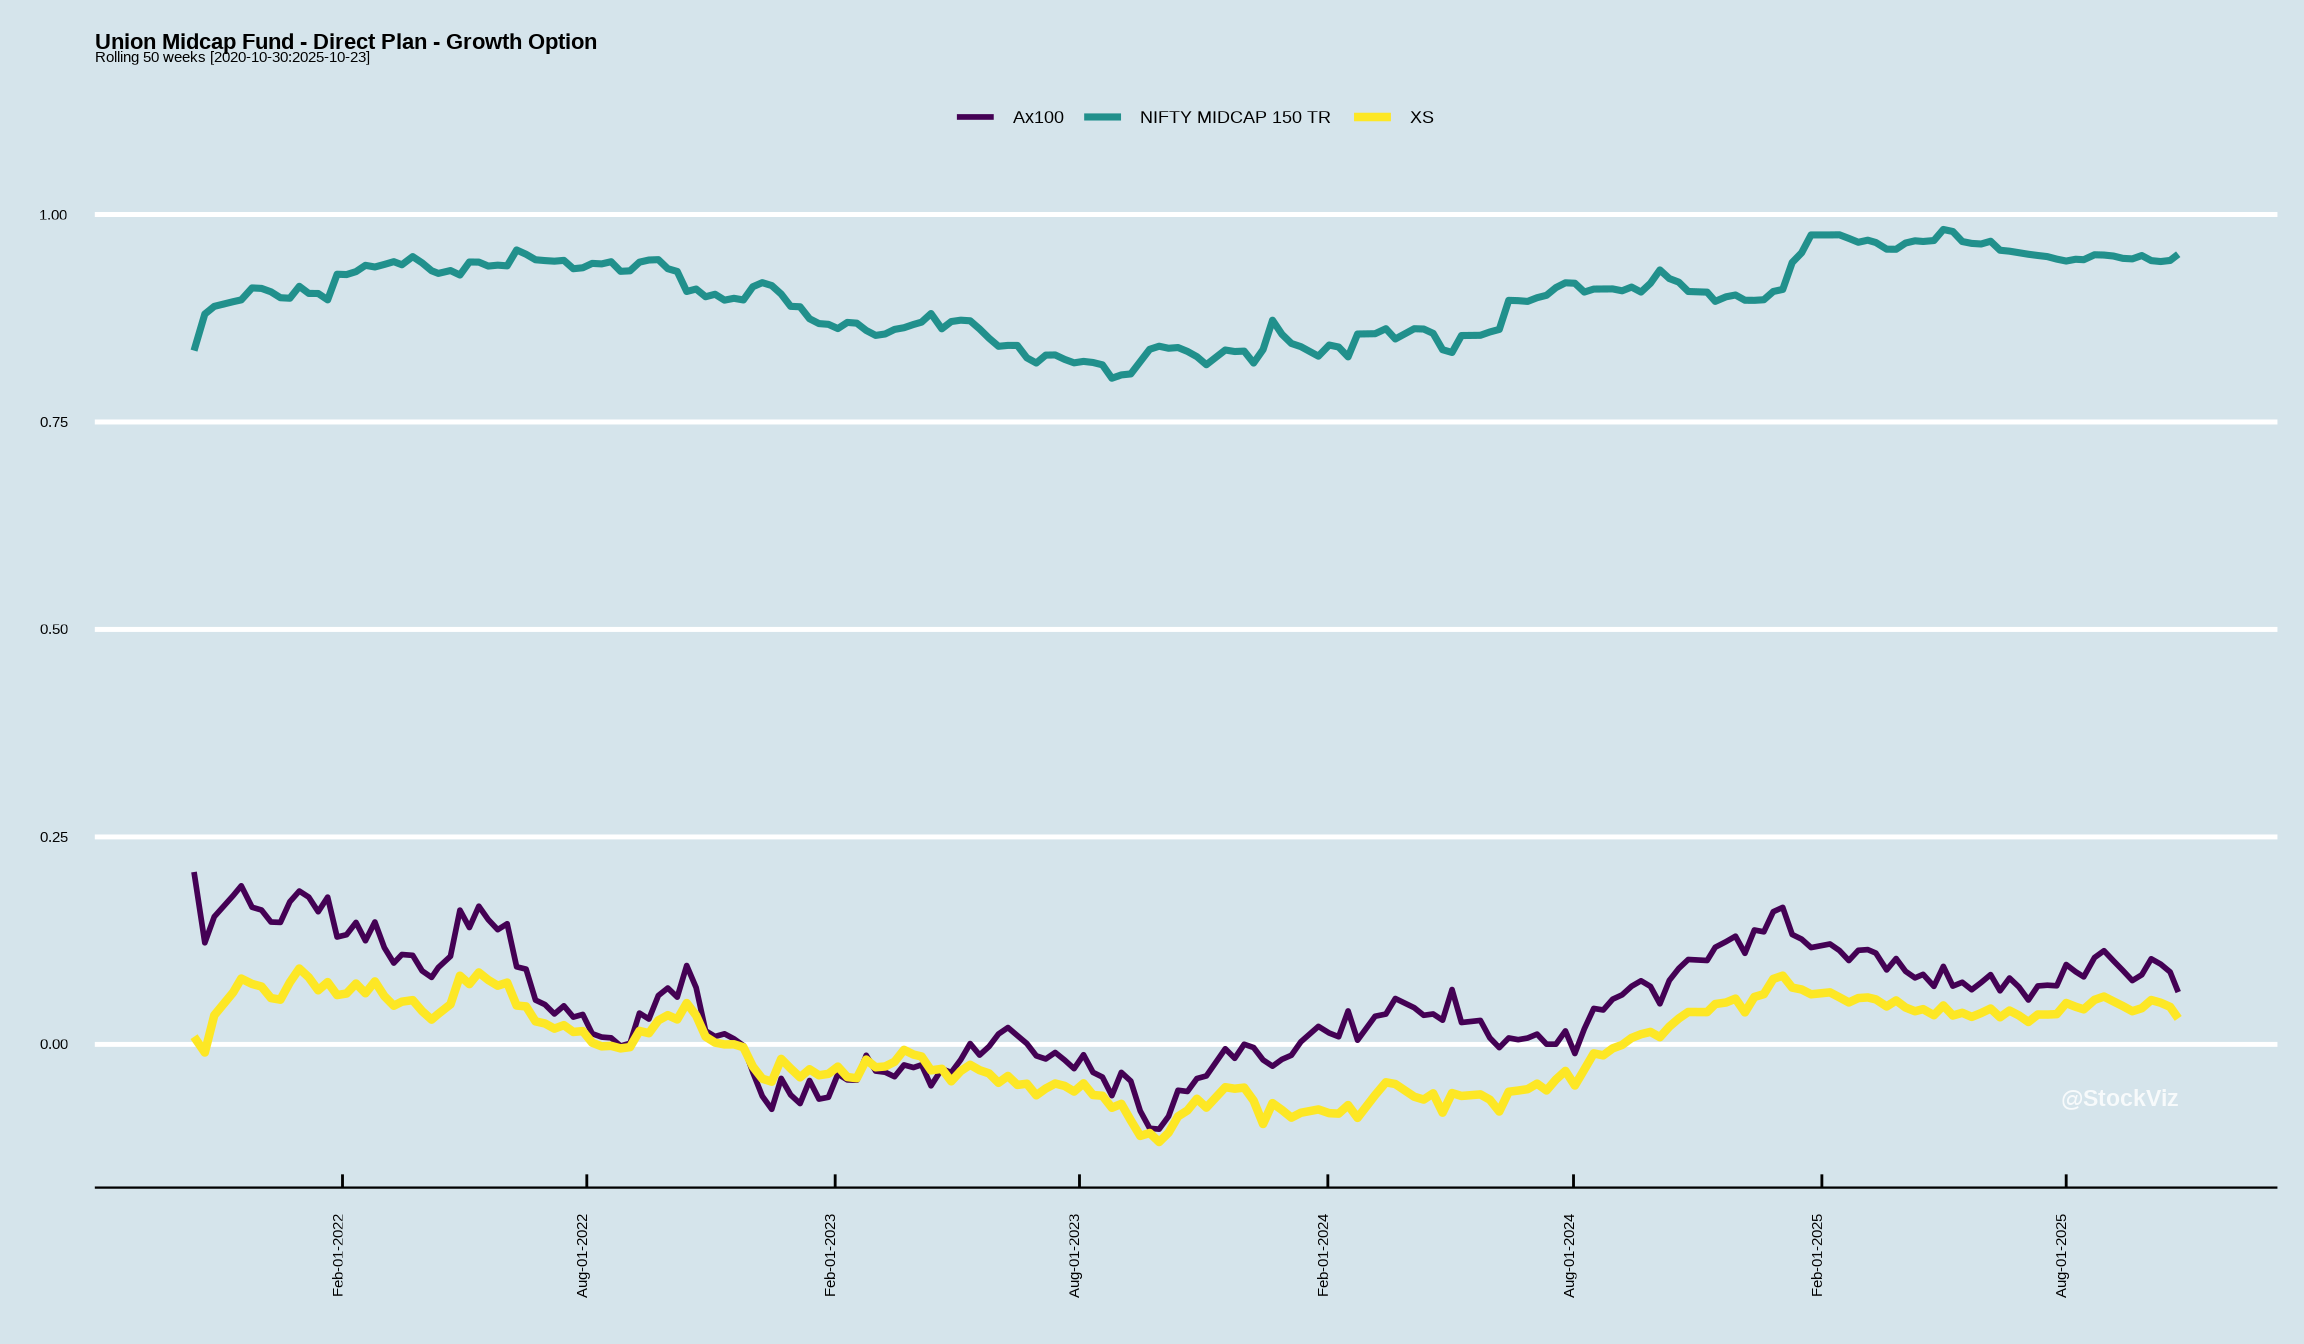 Union Midcap Fund - Direct Plan - Growth Option
Rolling 50 weeks [2020-10-30:2025-10-23]
Ax100 NIFTY MIDCAP 150 TR XS
1.00
0.75
0.50
0.25
0.00
@StockViz
Feb-01-2022
Aug-01-2022
Feb-01-2023
Aug-01-2023
Feb-01-2024
Aug-01-2024
Feb-01-2025
Aug-01-2025